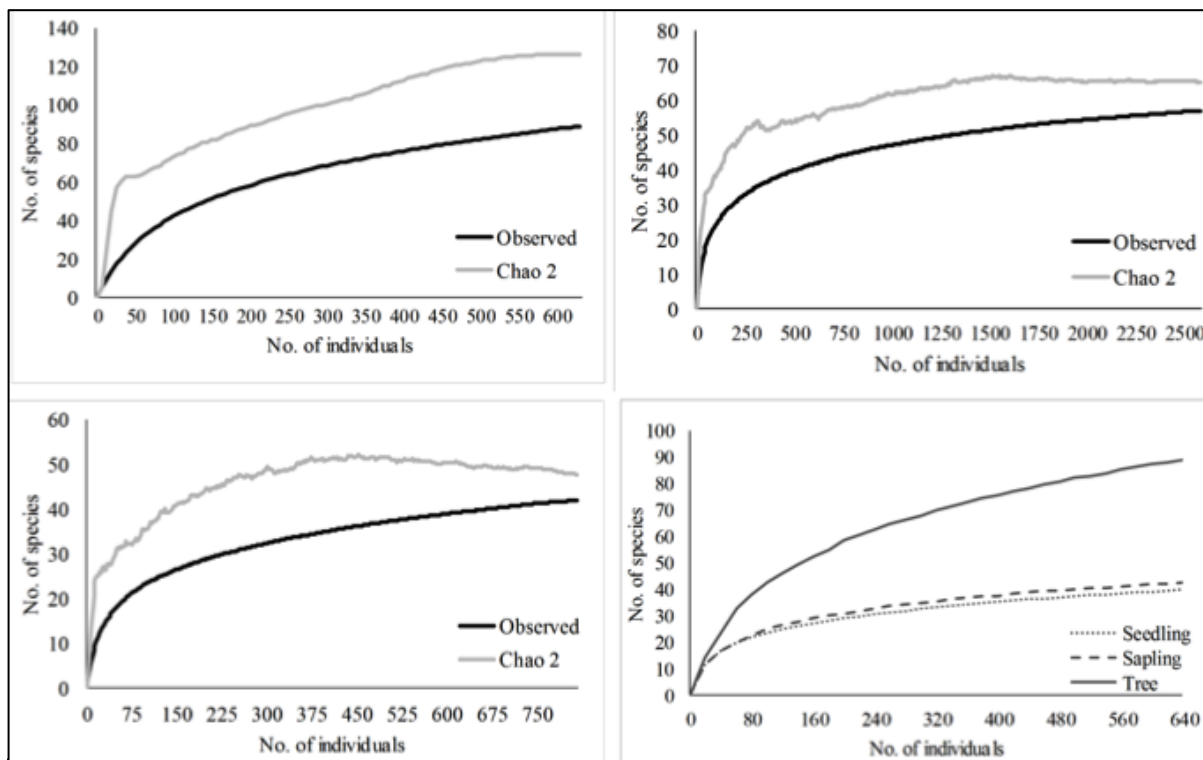 140
120
100
80
60
40
20
0
No. of species
Observed
Chao 2
0 50 100 150 200 250 300 350 400 450 500 550 600
No. of individuals
80
70
60
50
40
30
20
10
0
No. of species
Observed
Chao 2
0 250 500 750 1000 1250 1500 1750 2000 2250 2500
No. of individuals
60
50
40
30
20
10
0
No. of species
Observed
Chao 2
0 75 150 225 300 375 450 525 600 675 750
No. of individuals
100
90
80
70
60
50
40
30
20
10
0
No. of species
Seedling
Sapling
Tree
0 80 160 240 320 400 480 560 640
No. of individuals